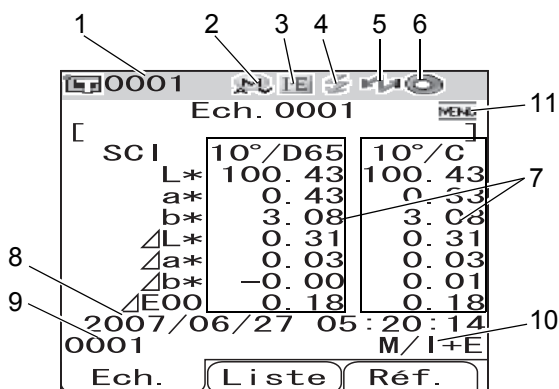 1 2 3 4 5 6
0001 I+E
Ech. 0001 MENU 11
[ ]
SCI 10°/D65 10°/C
L* 100.43 100.43
a* 0.43 0.33 7
b* 3.08 3.08
⊿L* 0.31 0.31
⊿a* 0.03 0.03
8 ⊿b* -0.00 0.01
9 ⊿E00 0.18 0.18
2007/06/27 05:20:14
0001 M/I+E 10
Ech. Liste Réf.